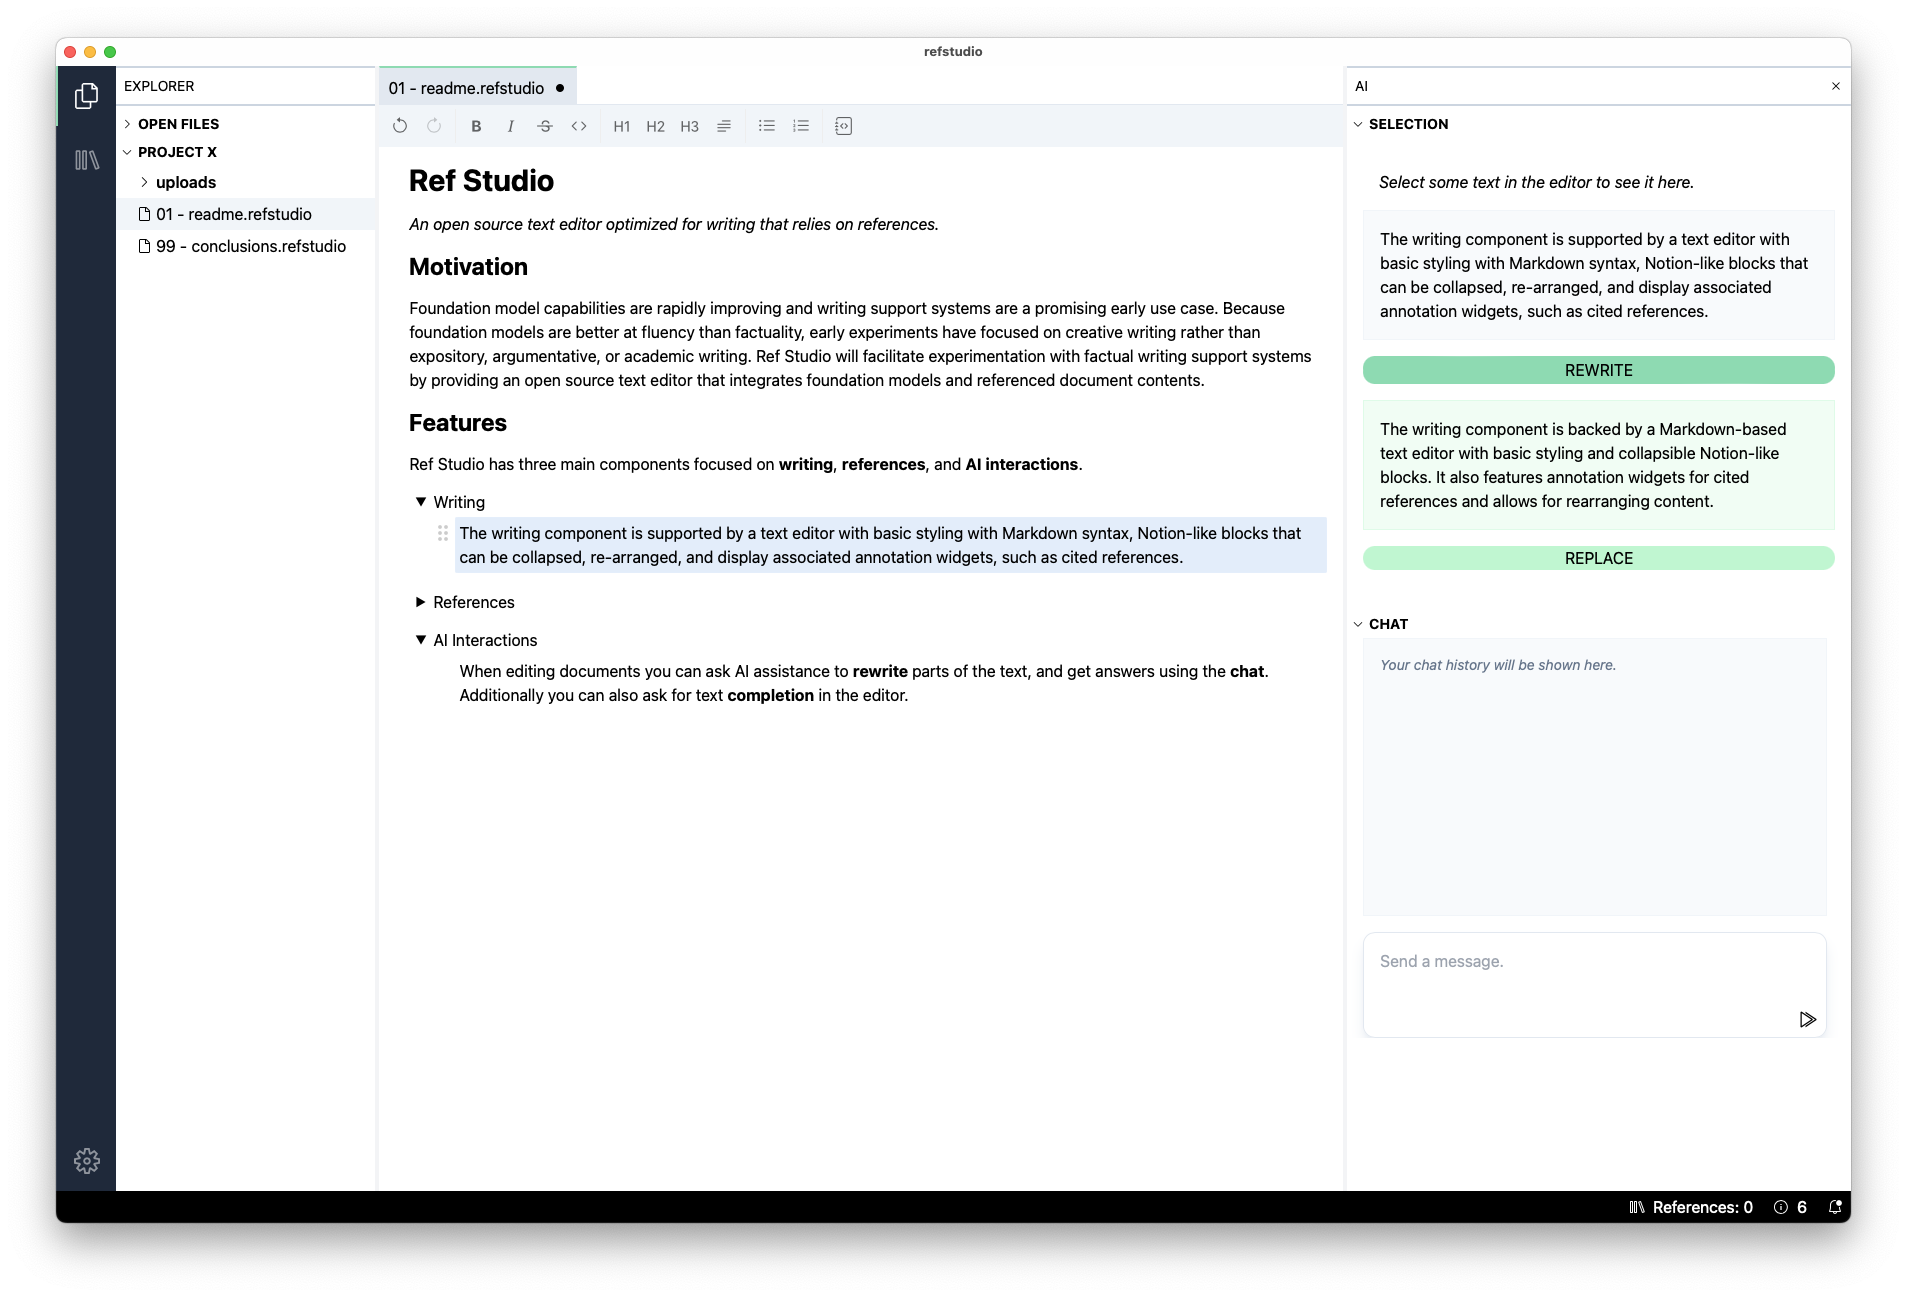 refstudio
EXPLORER
OPEN FILES
PROJECT X
uploads
01 - readme.refstudio
99 - conclusions.refstudio
01 - readme.refstudio
B I S H1 H2 H3
Ref Studio
An open source text editor optimized for writing that relies on references.
Motivation
Foundation model capabilities are rapidly improving and writing support systems are a promising early use case. Because
foundation models are better at fluency than factuality, early experiments have focused on creative writing rather than
expository, argumentative, or academic writing. Ref Studio will facilitate experimentation with factual writing support systems
by providing an open source text editor that integrates foundation models and referenced document contents.
Features
Ref Studio has three main components focused on writing, references, and AI interactions.
Writing
The writing component is supported by a text editor with basic styling with Markdown syntax, Notion-like blocks that
can be collapsed, re-arranged, and display associated annotation widgets, such as cited references.
References
AI Interactions
When editing documents you can ask AI assistance to rewrite parts of the text, and get answers using the chat.
Additionally you can also ask for text completion in the editor.
AI
SELECTION
Select some text in the editor to see it here.
The writing component is supported by a text editor with
basic styling with Markdown syntax, Notion-like blocks that
can be collapsed, re-arranged, and display associated
annotation widgets, such as cited references.
REWRITE
The writing component is backed by a Markdown-based
text editor with basic styling and collapsible Notion-like
blocks. It also features annotation widgets for cited
references and allows for rearranging content.
REPLACE
CHAT
Your chat history will be shown here.
Send a message.
References: 0
6